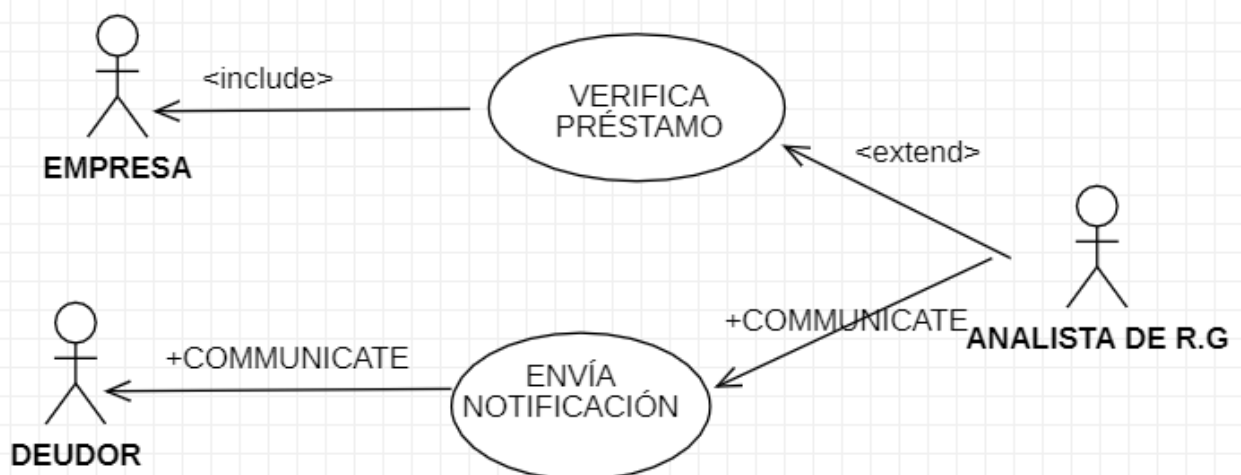 <include>
VERIFICA
PRÉSTAMO
<extend>
EMPRESA
+COMMUNICATE
ANALISTA DE R.G
+COMMUNICATE
ENVÍA
NOTIFICACIÓN
DEUDOR